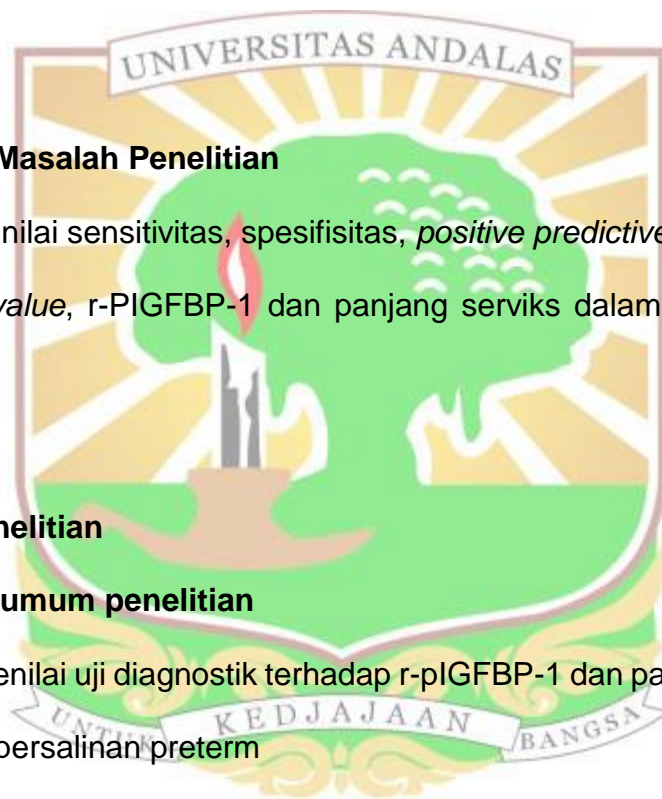 UNIVERSITAS ANDALAS
Masalah Penelitian
nilai sensitivitas, spesifisitas, positive predictive
value, r-PIGFBP-1 dan panjang serviks dalam
nelitian
umum penelitian
enilai uji diagnostik terhadap r-pIGFBP-1 dan pa
persalinan preterm
UNTUK KEDJAJAAN BANGSA